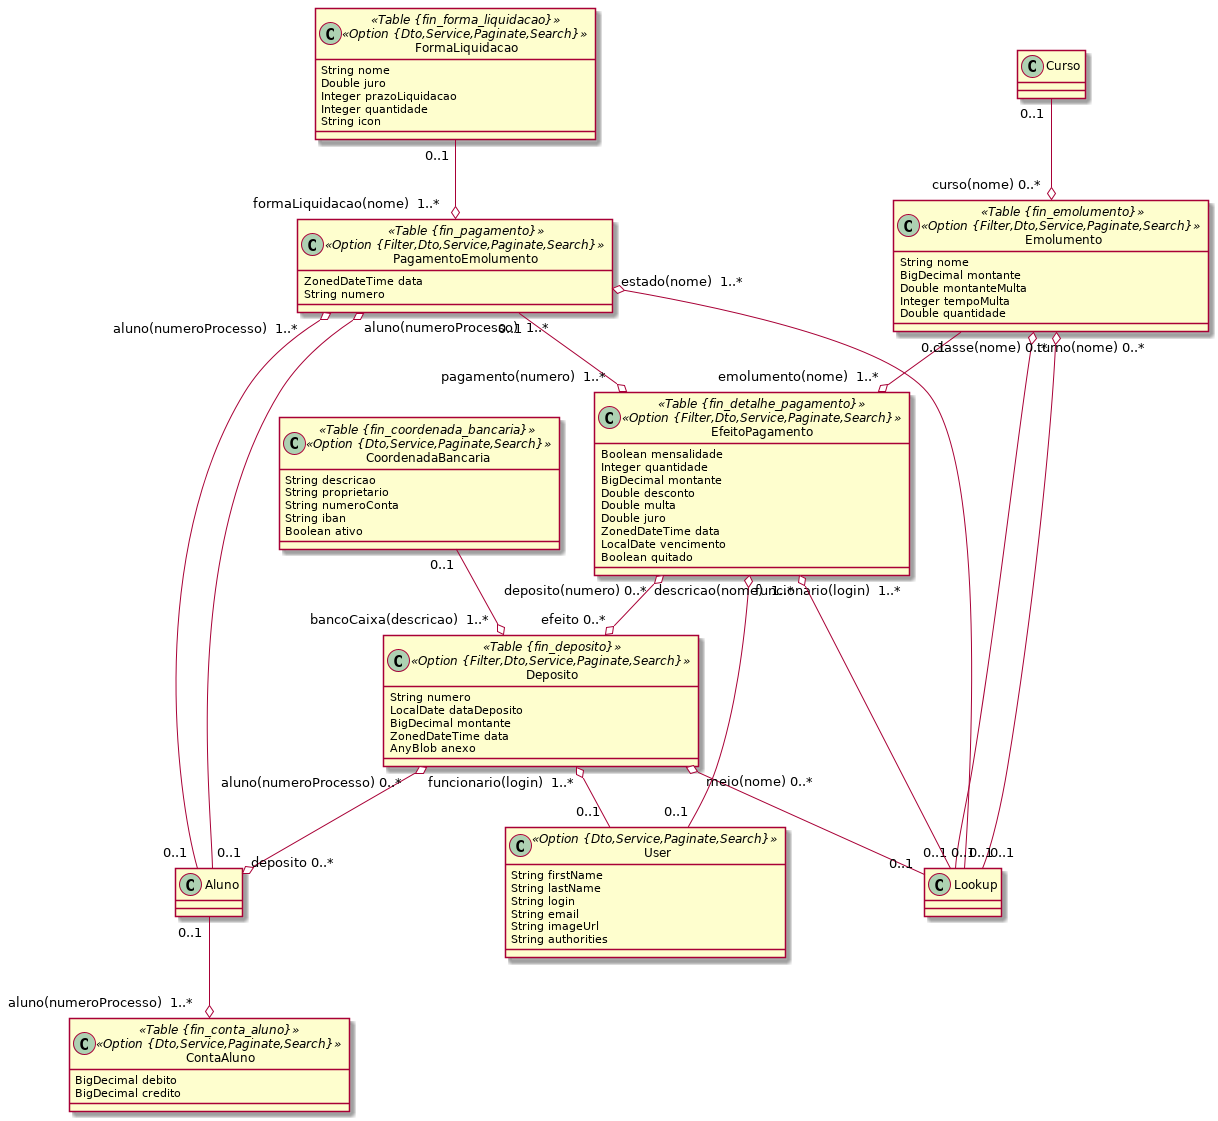 «Table {fin_forma_liquidacao}»
«Option {Dto,Service,Paginate,Search}»
C
FormaLiquidacao
String nome
Double juro
Integer prazoLiquidacao
Integer quantidade
String icon
C
Curso
0..1
0..1
curso(nome) 0..*
formaLiquidacao(nome) 1..*
«Table {fin_pagamento}»
«Option {Filter,Dto,Service,Paginate,Search}»
C
PagamentoEmolumento
ZonedDateTime data
String numero
«Table {fin_emolumento}»
«Option {Filter,Dto,Service,Paginate,Search}»
C
Emolumento
String nome
BigDecimal montante
Double montanteMulta
Integer tempoMulta
Double quantidade
estado(nome) 1..*
aluno(numeroProcesso) 1..*
aluno(numeroProcesso) 1..*
0..1
classe(nome) 0..*
turno(nome) 0..*
pagamento(numero) 1..*
emolumento(nome) 1..*
«Table {fin_detalhe_pagamento}»
«Option {Filter,Dto,Service,Paginate,Search}»
C
EfeitoPagamento
Boolean mensalidade
Integer quantidade
BigDecimal montante
Double desconto
Double multa
Double juro
ZonedDateTime data
LocalDate vencimento
Boolean quitado
«Table {fin_coordenada_bancaria}»
«Option {Dto,Service,Paginate,Search}»
C
CoordenadaBancaria
String descricao
String proprietario
String numeroConta
String iban
Boolean ativo
0..1
deposito(numero) 0..*
descricao(nome) 1..*
funcionario(login) 1..*
bancoCaixa(descricao) 1..*
efeito 0..*
«Table {fin_deposito}»
«Option {Filter,Dto,Service,Paginate,Search}»
C
Deposito
String numero
LocalDate dataDeposito
BigDecimal montante
ZonedDateTime data
AnyBlob anexo
aluno(numeroProcesso) 0..*
funcionario(login) 1..*
meio(nome) 0..*
0..1
0..1
0..1
0..1
deposito 0..*
0..1
0..1
0..1
0..1
0..1
C
Aluno
«Option {Dto,Service,Paginate,Search}»
C
User
String firstName
String lastName
String login
String email
String imageUrl
String authorities
C
Lookup
0..1
aluno(numeroProcesso) 1..*
«Table {fin_conta_aluno}»
«Option {Dto,Service,Paginate,Search}»
C
ContaAluno
BigDecimal debito
BigDecimal credito